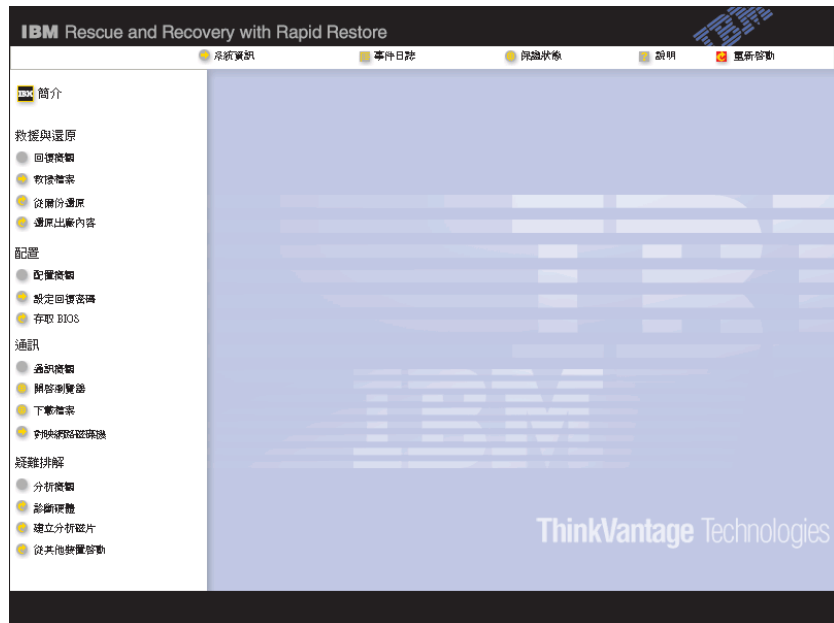 IBM Rescue and Recovery with Rapid Restore
IBM
系統資訊 事件日誌 保證狀態 說明 重新啟動
IBM 簡介
救援與還原
回復概觀
救援檔案
從備份還原
還原出廠內容
配置
配置概觀
設定回復密碼
存取 BIOS
通訊
通訊概觀
開啟瀏覽器
下載檔案
對映網路磁碟機
疑難排解
分析概觀
診斷硬體
建立分析磁片
從其他裝置啟動
IBM
ThinkVantage Technologies